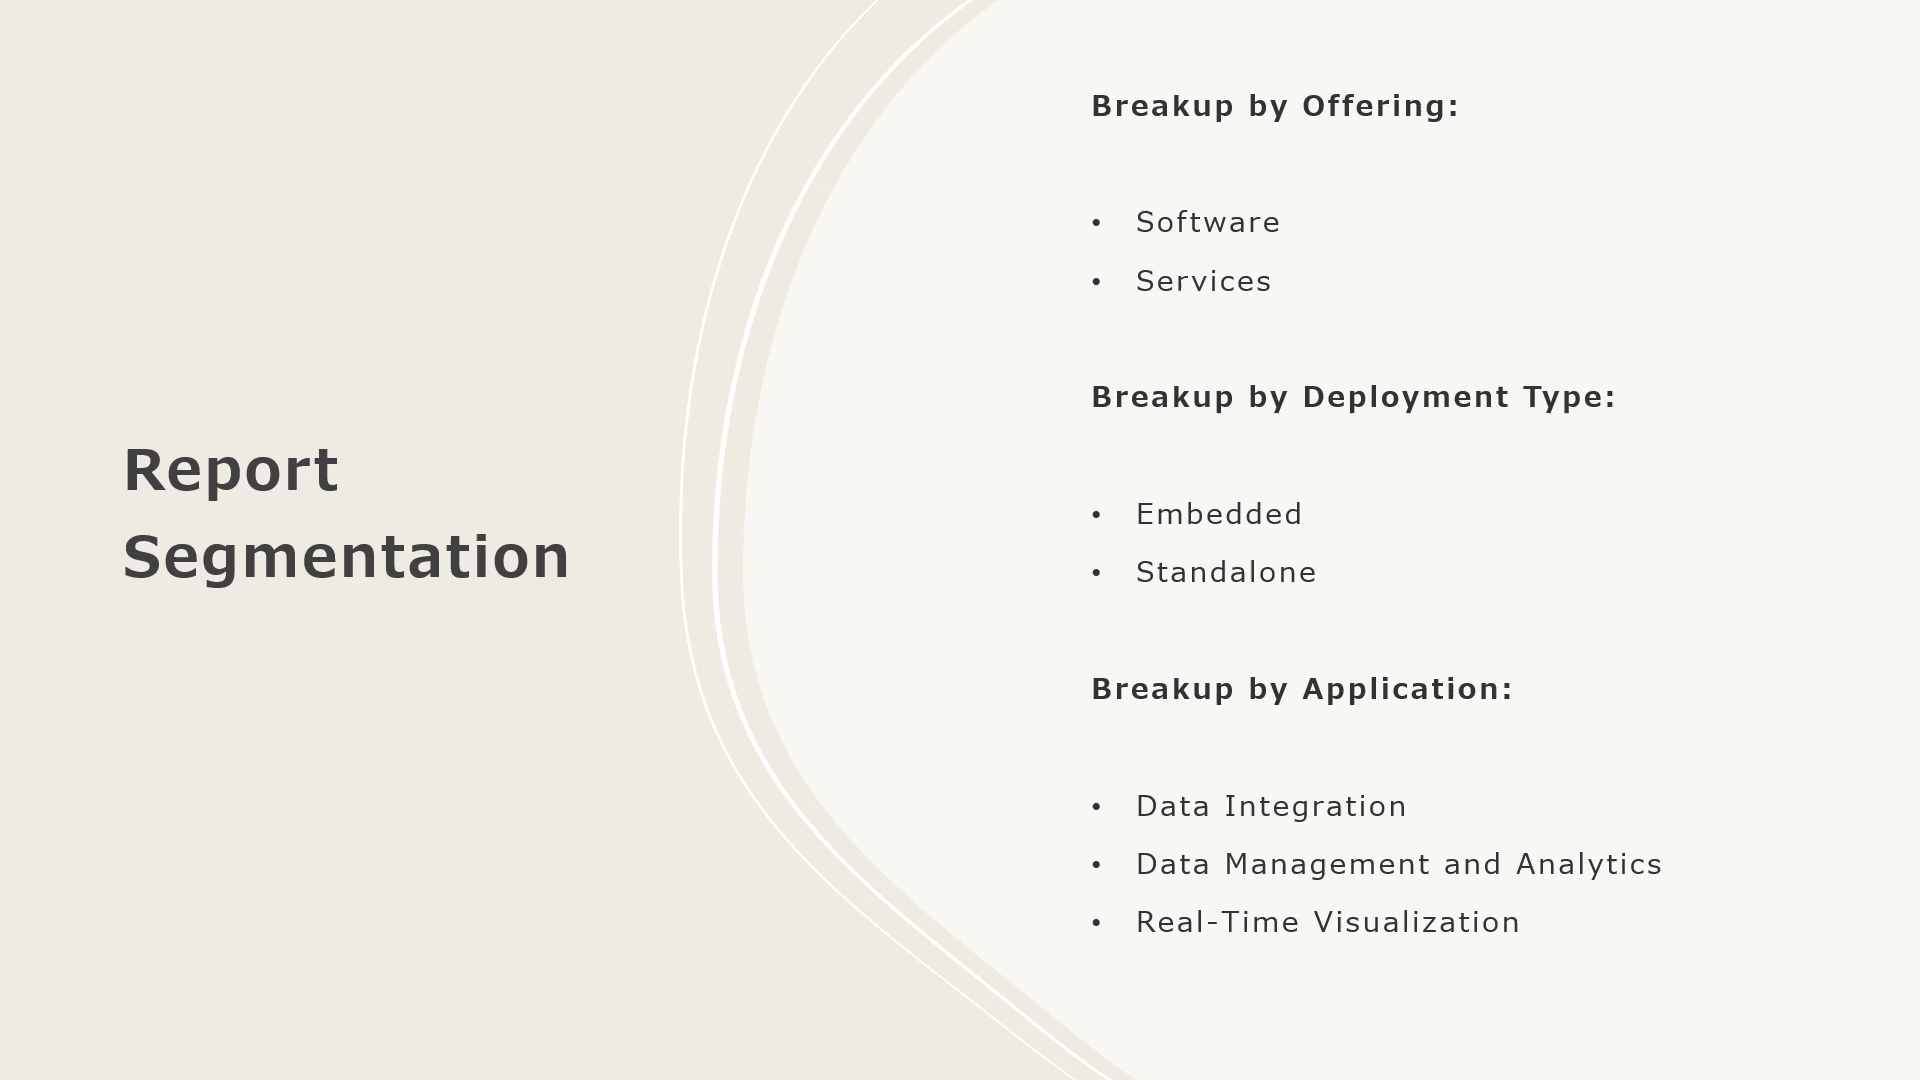 Report
Segmentation
Breakup by Offering:
• Software
• Services
Breakup by Deployment Type:
• Embedded
• Standalone
Breakup by Application:
• Data Integration
• Data Management and Analytics
• Real-Time Visualization